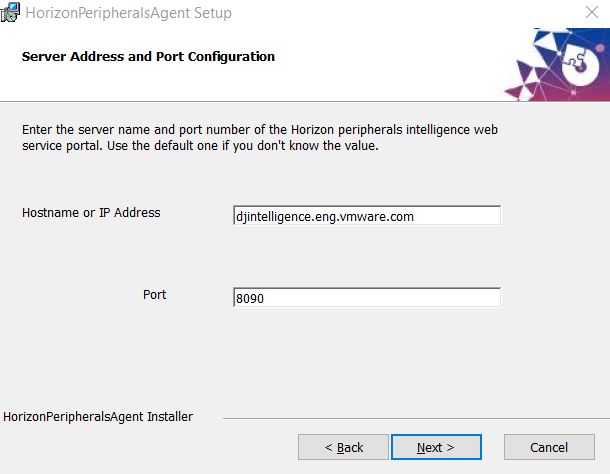 HorizonPeripheralsAgent Setup
Server Address and Port Configuration
Enter the server name and port number of the Horizon peripherals intelligence web
service portal. Use the default one if you don't know the value.
Hostname or IP Address
djintelligence.eng.vmware.com
Port
8090
HorizonPeripheralsAgent Installer
< Back
Next >
Cancel